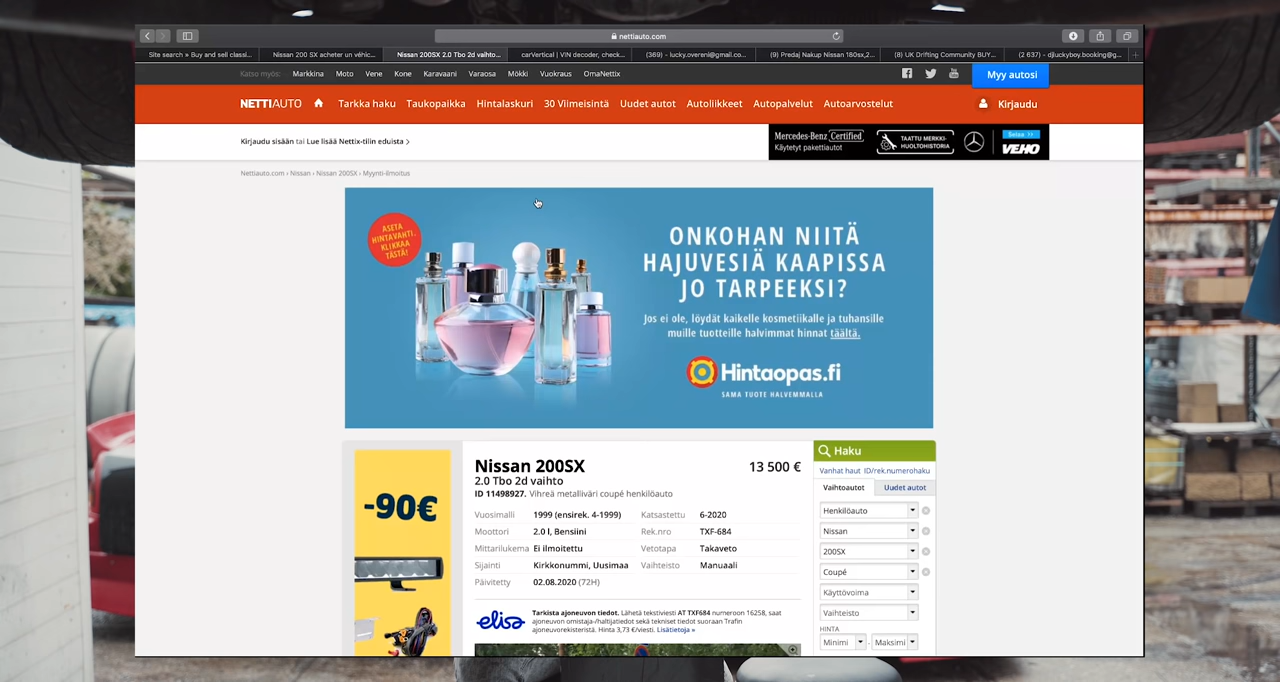 nettiauto.com
Site search » Buy and sell classi...
Nissan 200 SX acheter un véhic...
Nissan 200SX 2.0 Tbo 2d vaihto...
carVertical | VIN decoder, check...
(369) - lucky.overeni@gmail.co...
(9) Predaj Nakup Nissan 180sx,2...
(8) UK Drifting Community BUY...
(2 637) - djluckyboy.booking@g...
Katso myös: Markkina Moto Vene Kone Karavaani Varaosa Mökki Vuokraus OmaNettix
Myy autosi
NETTIAUTO Tarkka haku Taukopaikka Hintalaskuri 30 Viimeisintä Uudet autot Autoliikkeet Autopalvelut Autoarvostelut Kirjaudu
Kirjaudu sisään tai Lue lisää Nettix-tilin eduista >
Mercedes-Benz Certified
Käytetyt pakettiautot
TAATTU MERKKI-
HUOLTOHISTORIA
Selaa >>
VEHO
Nettiauto.com › Nissan › Nissan 200SX › Myynti-ilmoitus
ASETA
HINTAVAHTI,
KLIKKAA
TÄSTÄ!
ONKOHAN NIITÄ
HAJUVESIÄ KAAPISSA
JO TARPEEKSI?
Jos ei ole, löydät kaikelle kosmetiikalle ja tuhansille
muille tuotteille halvimmat hinnat täältä.
Hintaopas.fi
SAMA TUOTE HALVEMMALLA
-90€
Nissan 200SX 13 500 €
2.0 Tbo 2d vaihto
ID 11498927. Vihreä metalliväri coupé henkilöauto
Vuosimalli 1999 (ensirek. 4-1999) Katsastettu 6-2020
Moottori 2.0 l, Bensiini Rek.nro TXF-684
Mittarilukema Ei ilmoitettu Vetotapa Takaveto
Sijainti Kirkkonummi, Uusimaa Vaihteisto Manuaali
Päivitetty 02.08.2020 (72H)
elisa
Tarkista ajoneuvon tiedot. Lähetä tekstiviesti AT TXF684 numeroon 16258, saat
ajoneuvon omistaja-/haltijatiedot sekä tekniset tiedot suoraan Trafin
ajoneuvorekisteristä. Hinta 3,73 €/viesti. Lisätietoja »
Haku
Vanhat haut ID/rek.numerohaku
Vaihtoautot Uudet autot
Henkilöauto
Nissan
200SX
Coupé
Käyttövoima
Vaihteisto
HINTA
Minimi - Maksimi